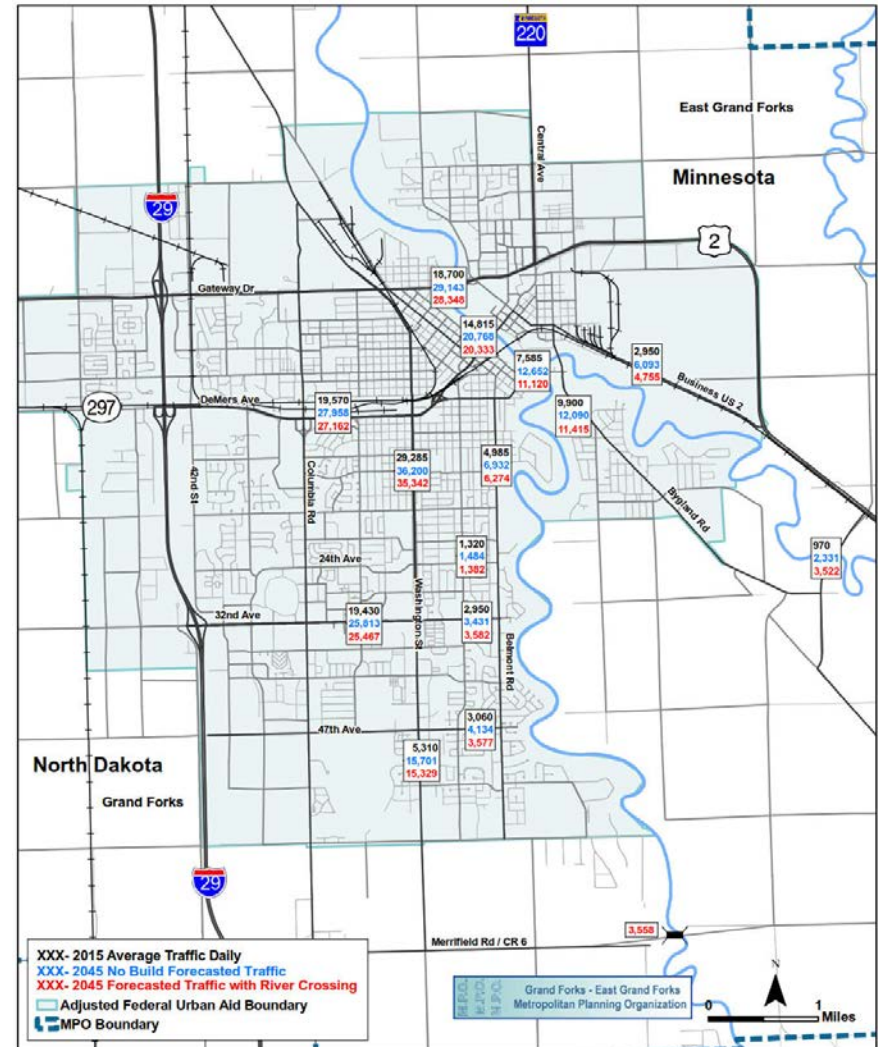 MINNESOTA
220
East Grand Forks
Central Ave
Minnesota
29
2
18,700
29,143
28,348
Gateway Dr
14,815
20,768
20,333
7,585
12,652
11,120
2,950
6,093
4,755
Business US 2
19,570
27,958
27,162
DeMers Ave
297
9,900
12,090
11,415
29,285
36,200
35,342
4,985
6,932
6,274
42nd St
Columbia Rd
Bygland Rd
1,320
1,484
1,382
970
2,331
3,522
24th Ave
Washington St
19,430
25,813
25,467
2,950
3,431
3,582
32nd Ave
Belmont Rd
3,060
4,134
3,577
47th Ave
5,310
15,701
15,329
North Dakota
Grand Forks
29
3,558
Merrifield Rd / CR 6
XXX- 2015 Average Traffic Daily
XXX- 2045 No Build Forecasted Traffic
XXX- 2045 Forecasted Traffic with River Crossing
Adjusted Federal Urban Aid Boundary
MPO Boundary
M.P.O.
M.P.O.
M.P.O.
Grand Forks - East Grand Forks
Metropolitan Planning Organization
N
0 1
Miles